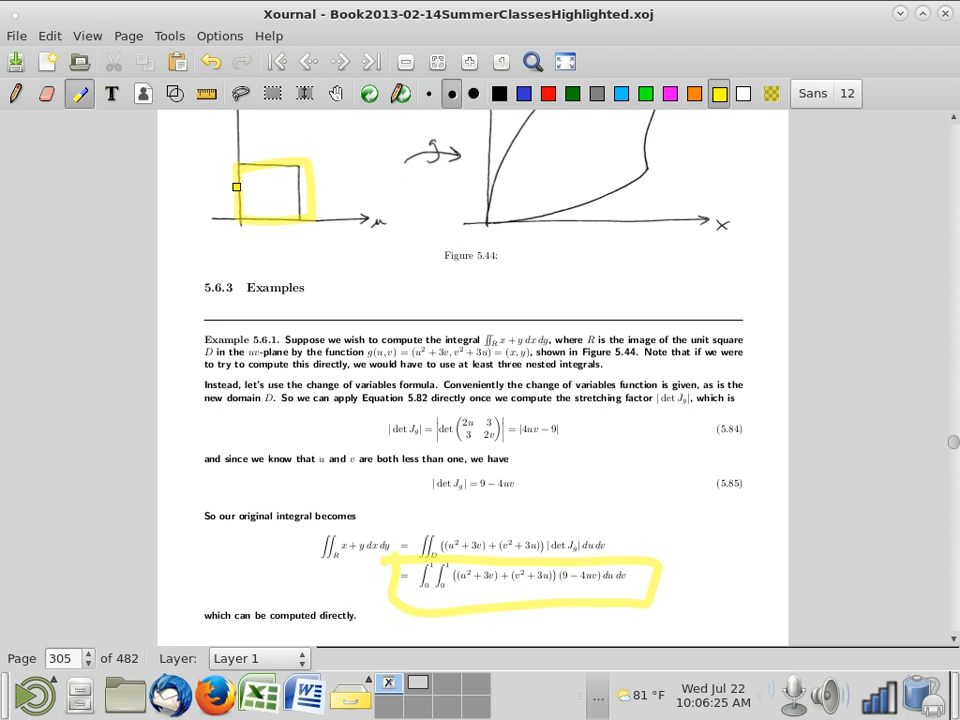 Xournal - Book2013-02-14SummerClassesHighlighted.xoj
File Edit View Page Tools Options Help
Sans 12
g
u
x
Figure 5.44:
5.6.3 Examples
Example 5.6.1. Suppose we wish to compute the integral ∬_R x + y dx dy, where R is the image of the unit square
D in the uv-plane by the function g(u, v) = (u² + 3v, v² + 3u) = (x, y), shown in Figure 5.44. Note that if we were
to try to compute this directly, we would have to use at least three nested integrals.
Instead, let's use the change of variables formula. Conveniently the change of variables function is given, as is the
new domain D. So we can apply Equation 5.82 directly once we compute the stretching factor | det J_g|, which is
| det J_g| = |det (2u 3 3 2v)| = |4uv − 9| (5.84)
and since we know that u and v are both less than one, we have
| det J_g| = 9 − 4uv (5.85)
So our original integral becomes
∬_R x + y dx dy = ∬_D ((u² + 3v) + (v² + 3u)) | det J_g| du dv
= ∫_0^1 ∫_0^1 ((u² + 3v) + (v² + 3u)) (9 − 4uv) du dv
which can be computed directly.
Page 305 of 482 Layer: Layer 1
... 81 °F Wed Jul 22
10:06:25 AM